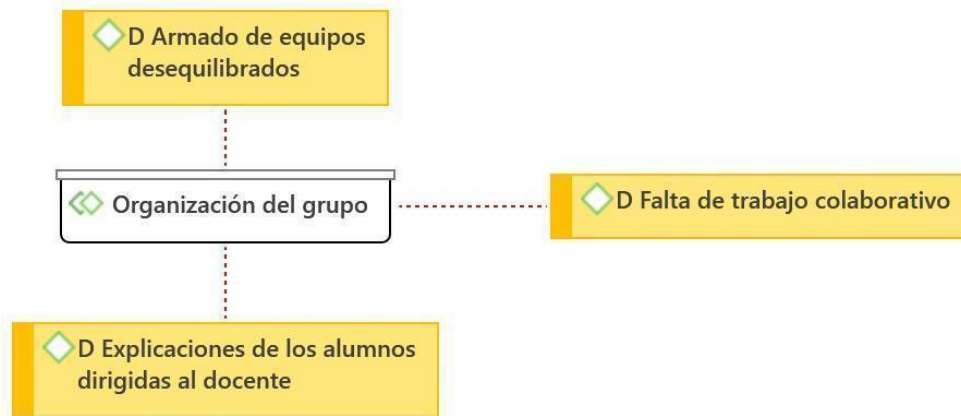 D Armado de equipos
desequilibrados
Organización del grupo
D Falta de trabajo colaborativo
D Explicaciones de los alumnos
dirigidas al docente